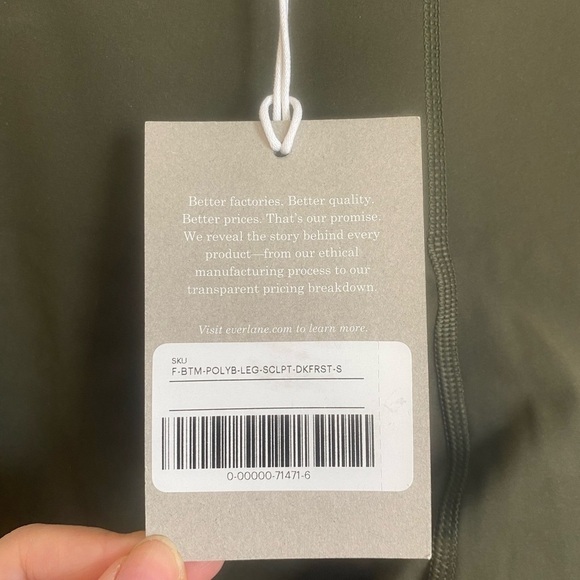 Better factories. Better quality.
Better prices. That's our promise.
We reveal the story behind every
product—from our ethical
manufacturing process to our
transparent pricing breakdown.
Visit everlane.com to learn more.
SKU
F-BTM-POLYB-LEG-SCLPT-DKFRST-S
0-00000-71471-6